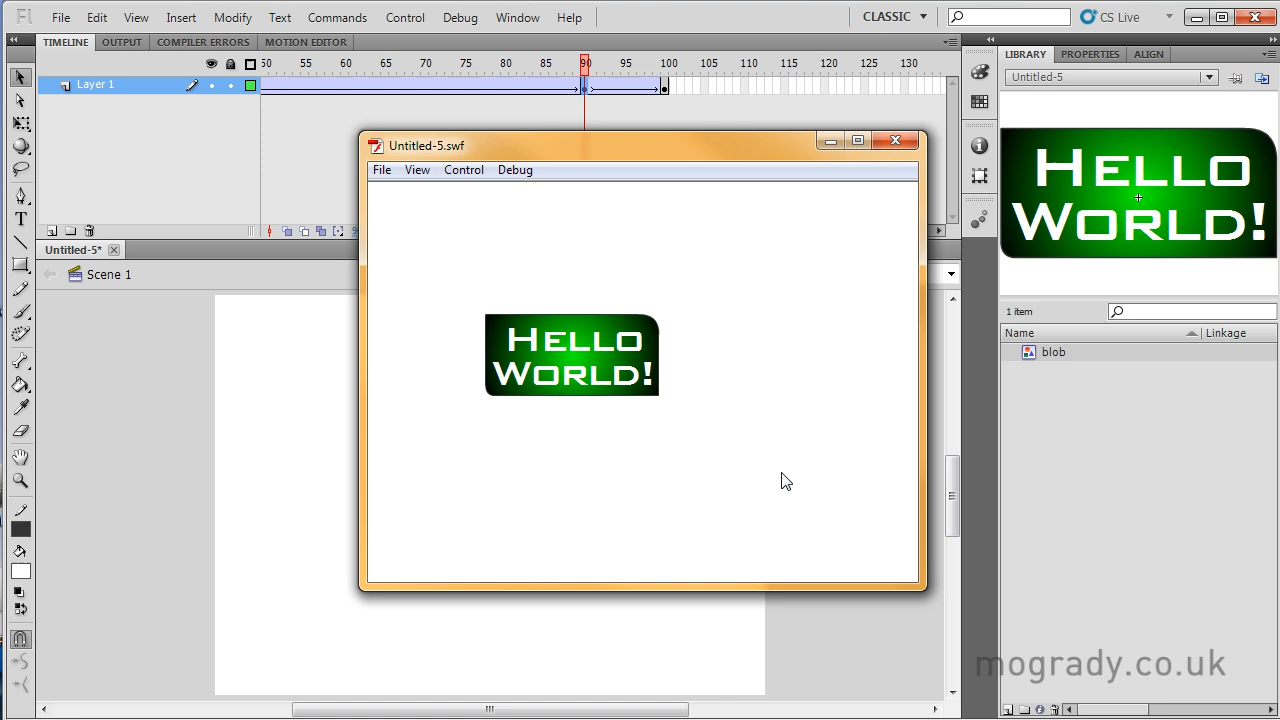 Fl File Edit View Insert Modify Text Commands Control Debug Window Help CLASSIC CS Live
TIMELINE OUTPUT COMPILER ERRORS MOTION EDITOR
50 55 60 65 70 75 80 85 90 95 100 105 110 115 120 125 130
Layer 1
Untitled-5*
Scene 1
Untitled-5.swf
File View Control Debug
HELLO
WORLD!
LIBRARY PROPERTIES ALIGN
Untitled-5
HELLO
WORLD!
1 item
Name Linkage
blob
mogrady.co.uk